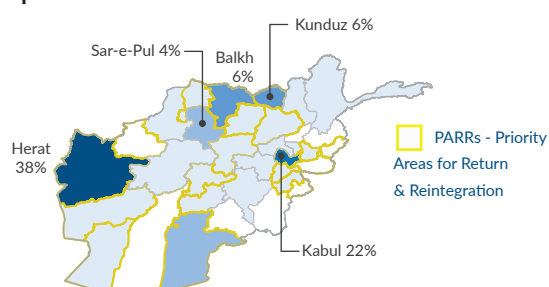 Kunduz 6%
Sar-e-Pul 4%
Balkh
6%
Herat
38%
PARRs - Priority
Areas for Return
& Reintegration
Kabul 22%